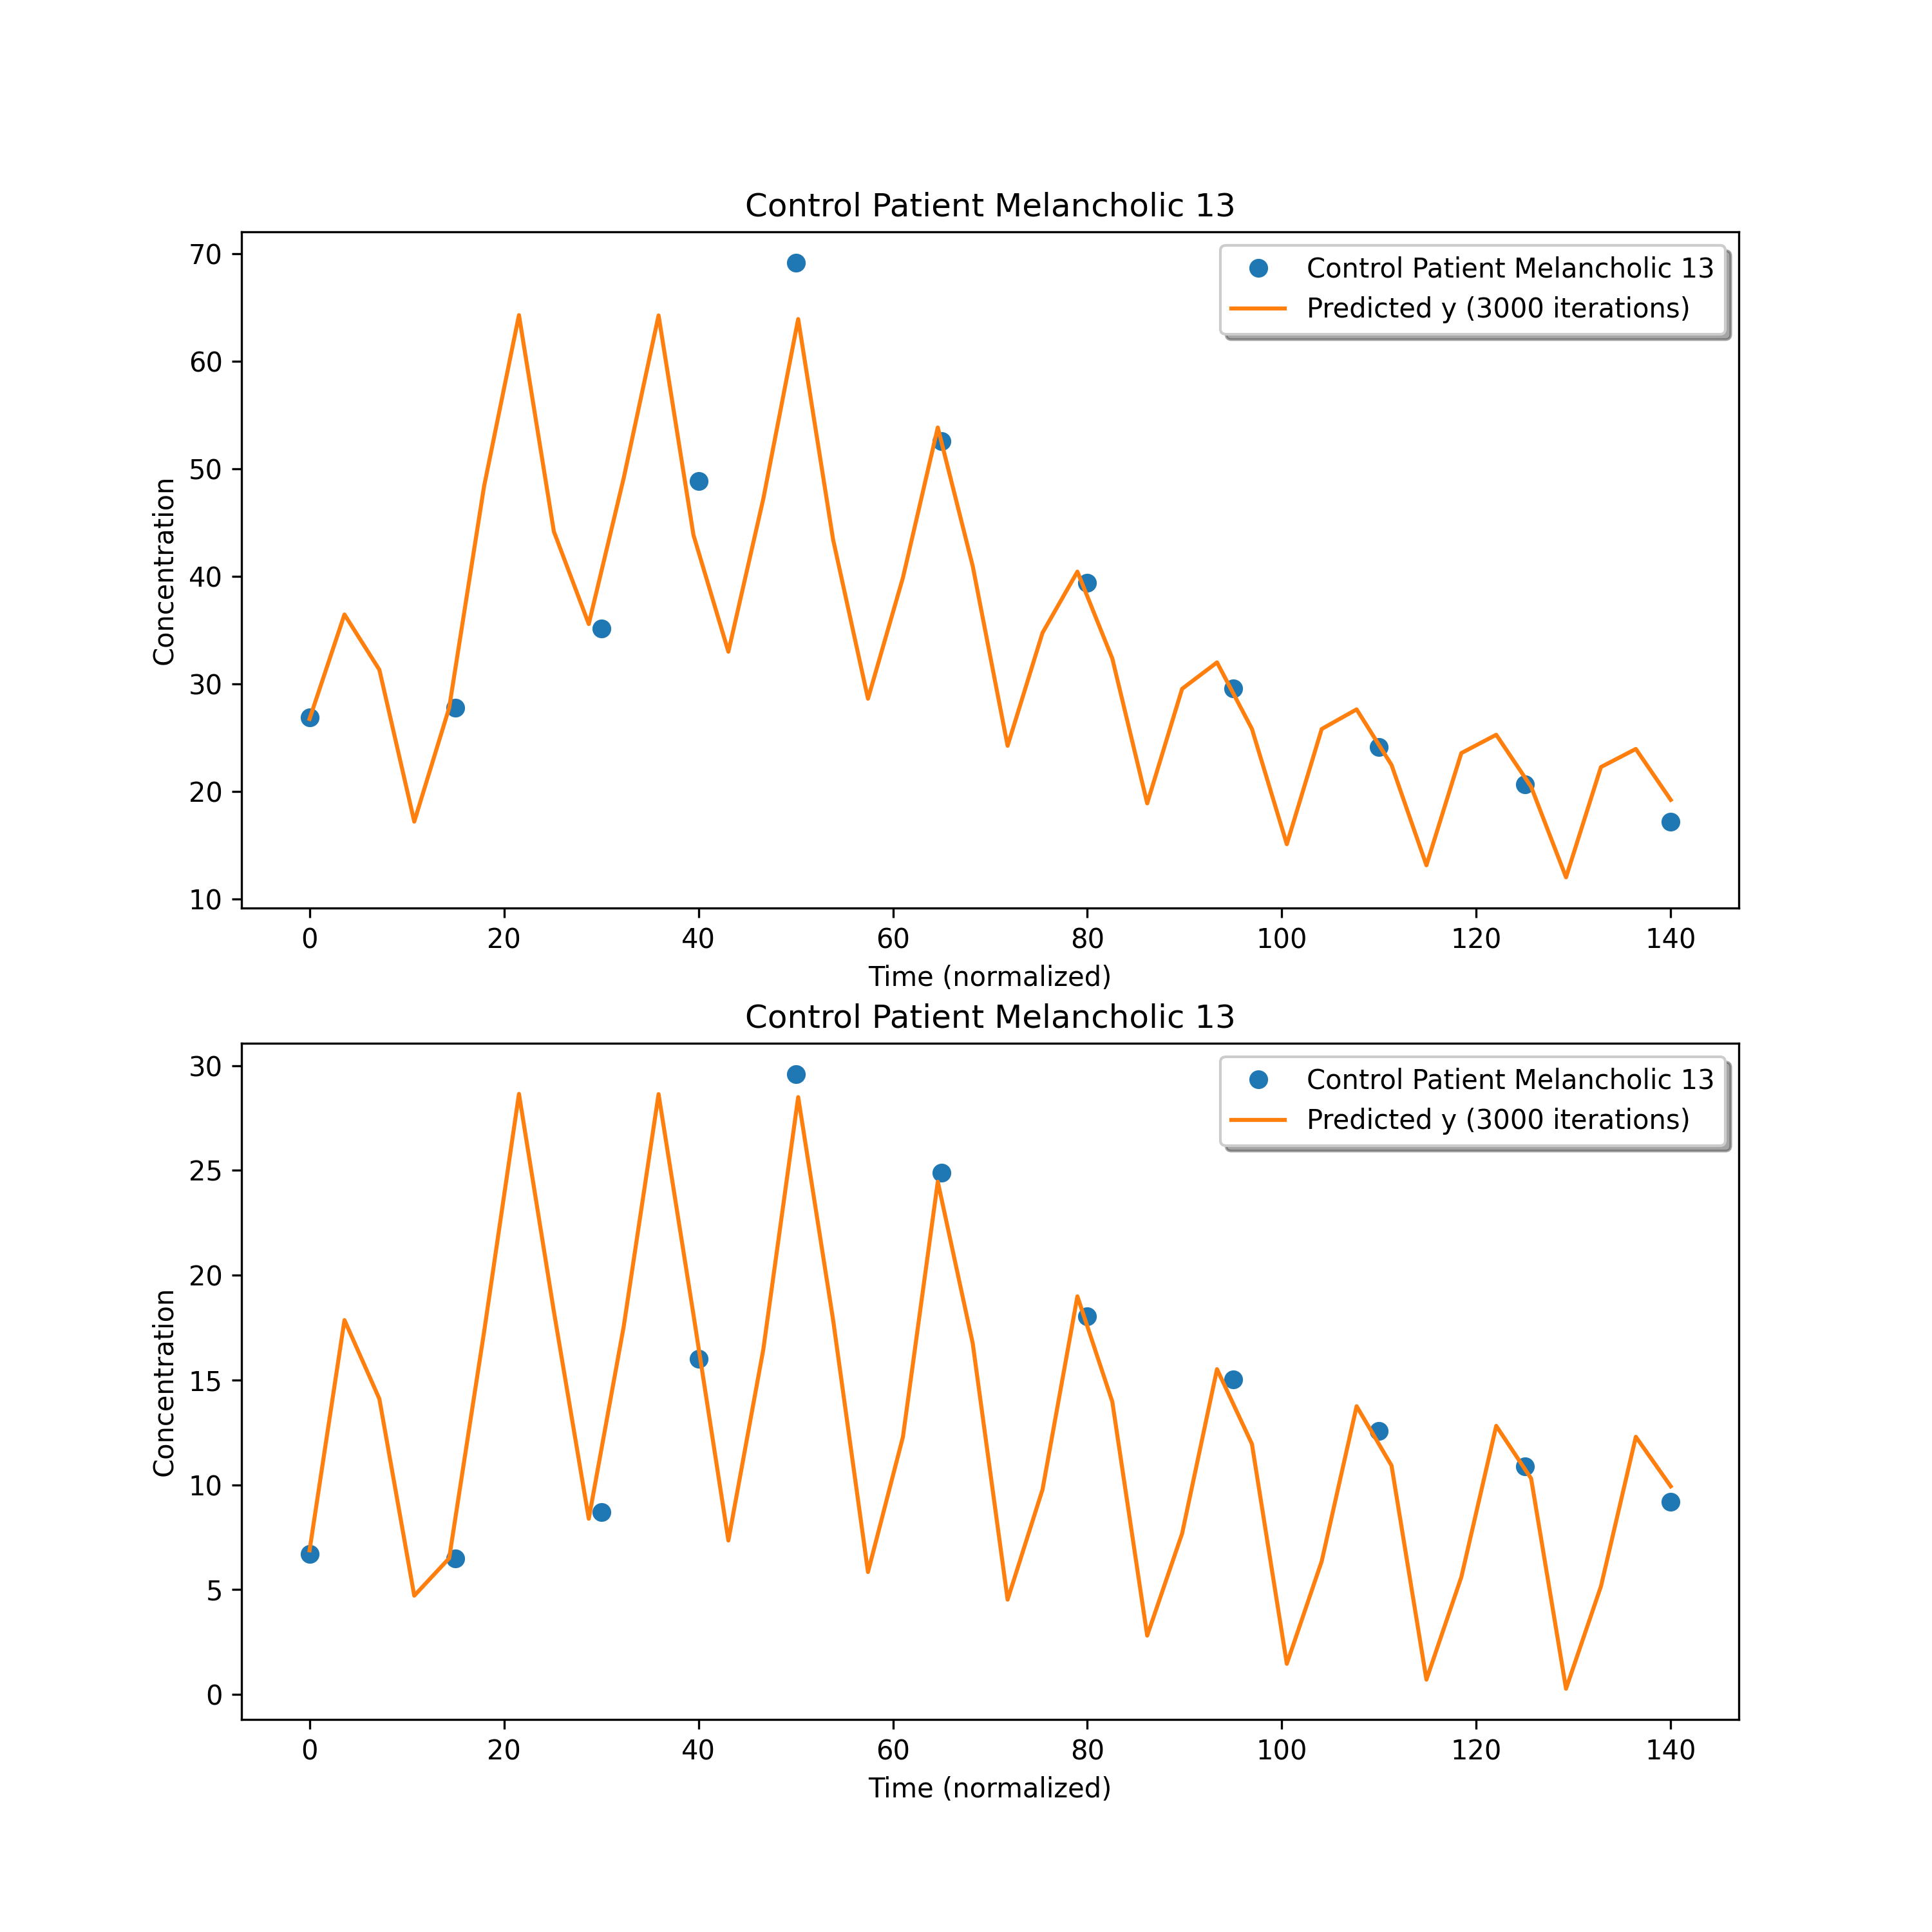 Control Patient Melancholic 13
Control Patient Melancholic 13
Predicted y (3000 iterations)
70
60
50
40
30
20
10
Concentration
0 20 40 60 80 100 120 140
Time (normalized)
Control Patient Melancholic 13
Control Patient Melancholic 13
Predicted y (3000 iterations)
30
25
20
15
10
5
0
Concentration
0 20 40 60 80 100 120 140
Time (normalized)